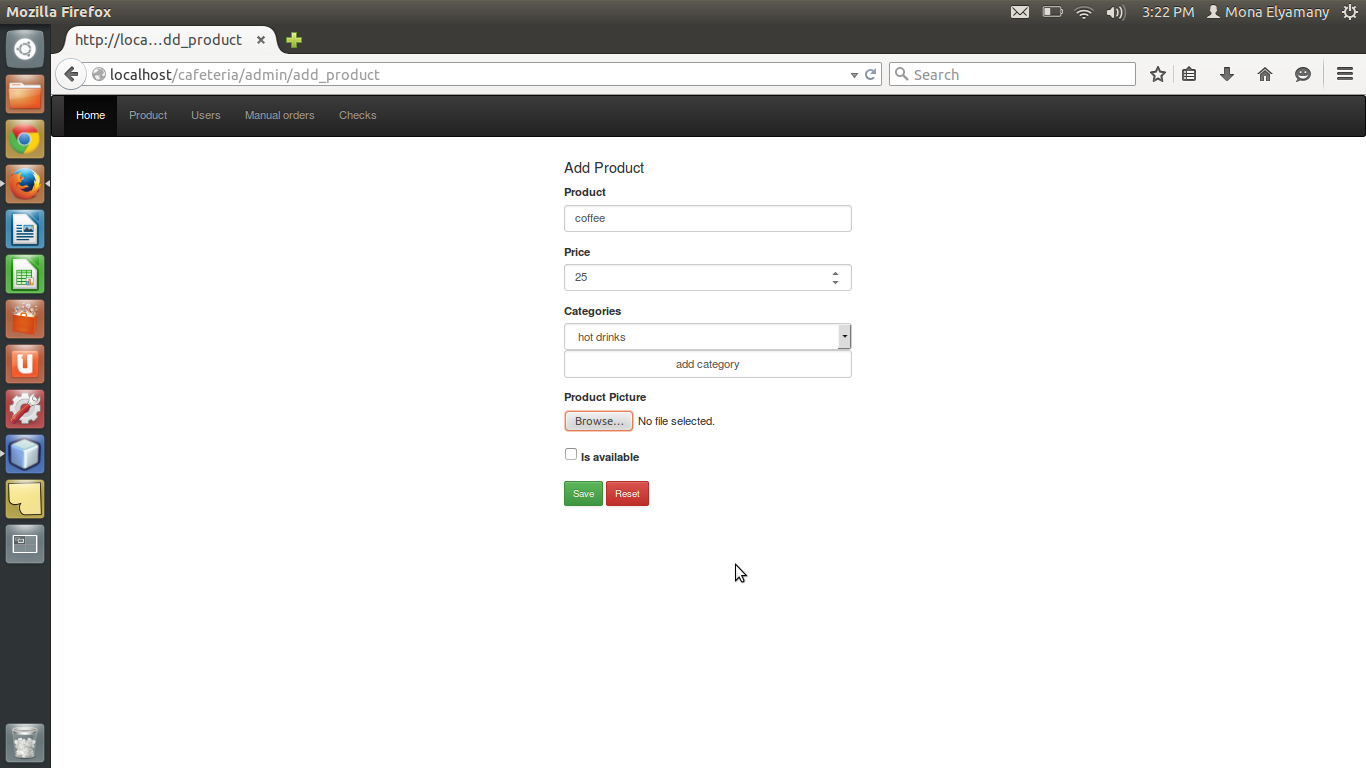 Mozilla Firefox
3:22 PM Mona Elyamany
http://loca...dd_product
localhost/cafeteria/admin/add_product
Search
Home Product Users Manual orders Checks
Add Product
Product
coffee
Price
25
Categories
hot drinks
add category
Product Picture
Browse... No file selected.
Is available
Save Reset